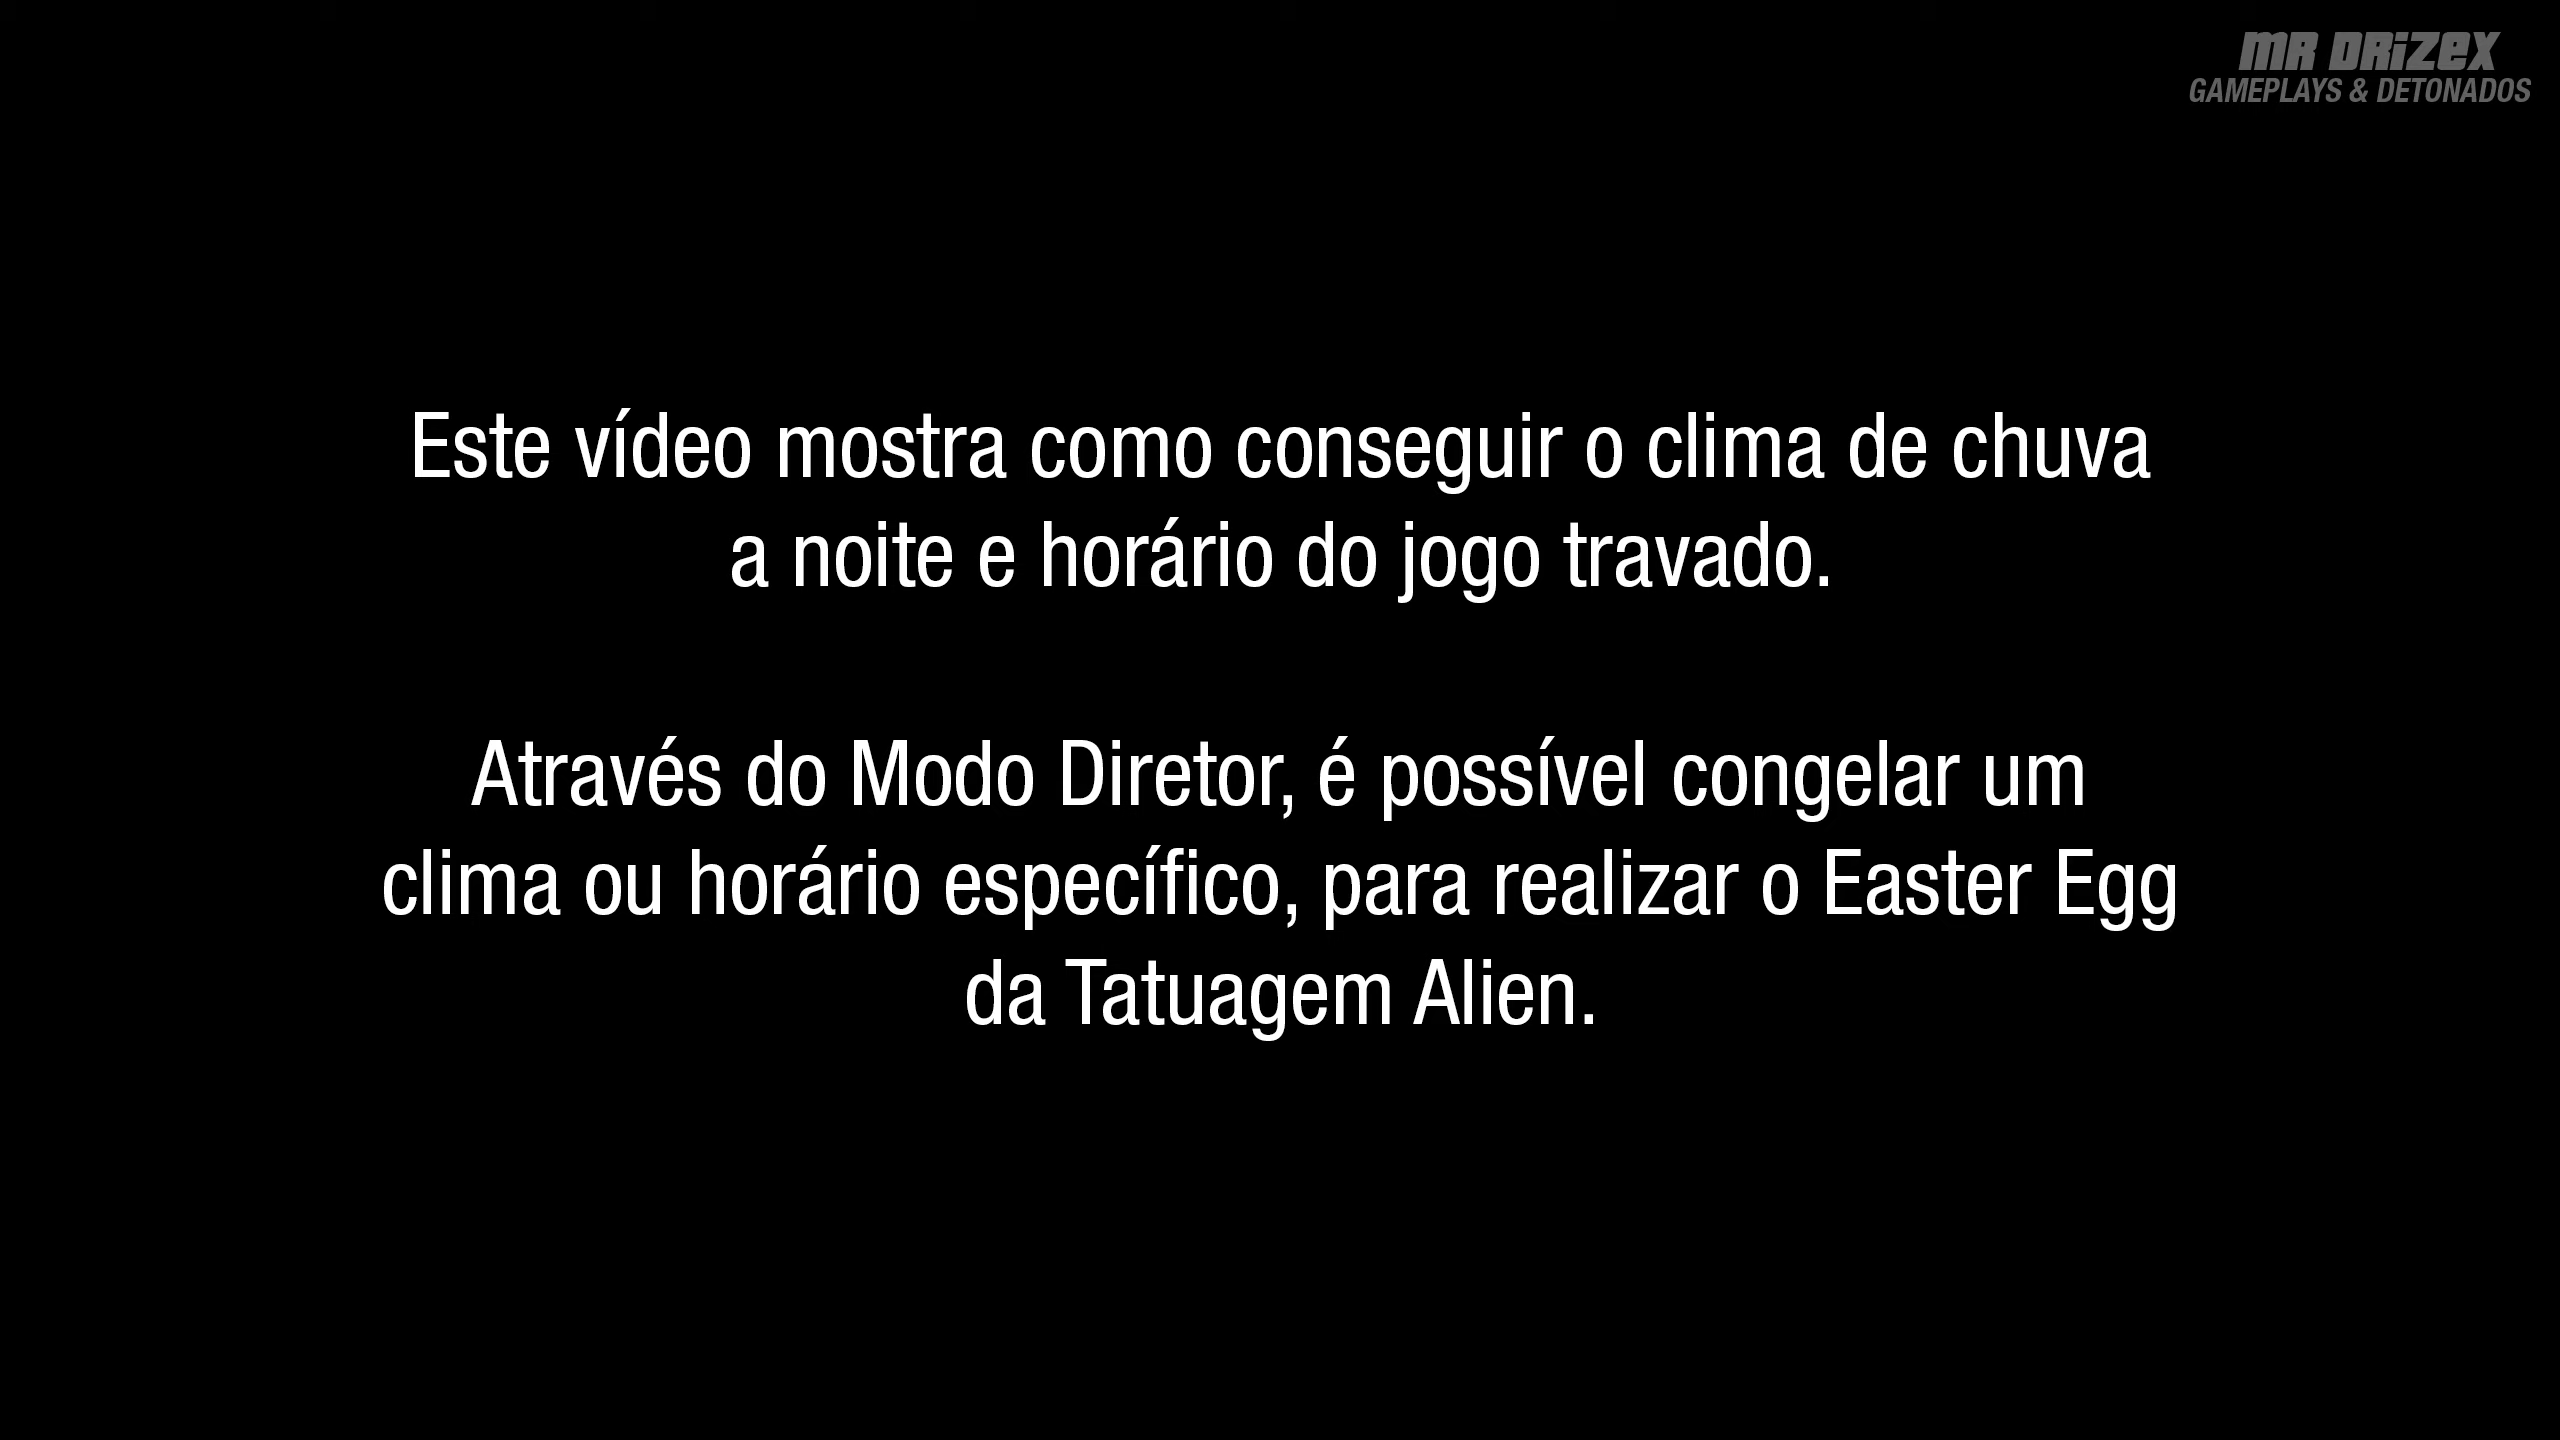 MR DRIZEX
GAMEPLAYS & DETONADOS
Este vídeo mostra como conseguir o clima de chuva
a noite e horário do jogo travado.
Através do Modo Diretor, é possível congelar um
clima ou horário específico, para realizar o Easter Egg
da Tatuagem Alien.